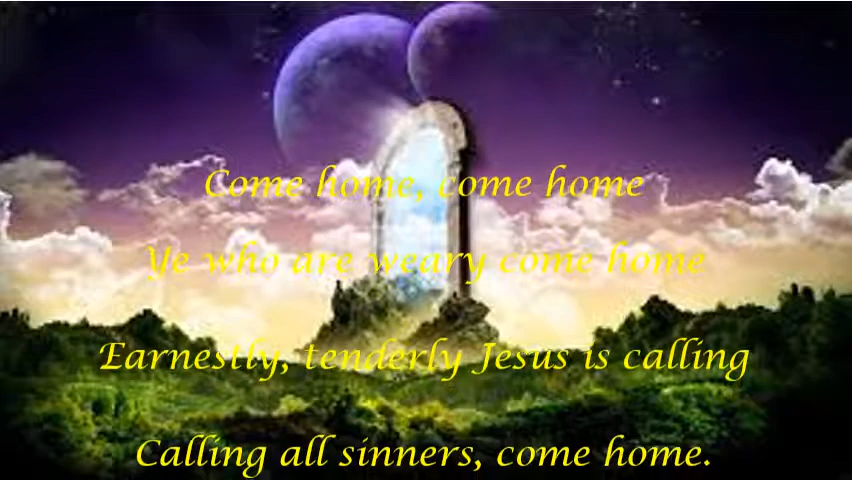 Come home, come home
Ye who are weary come home
Earnestly, tenderly Jesus is calling
Calling all sinners, come home.